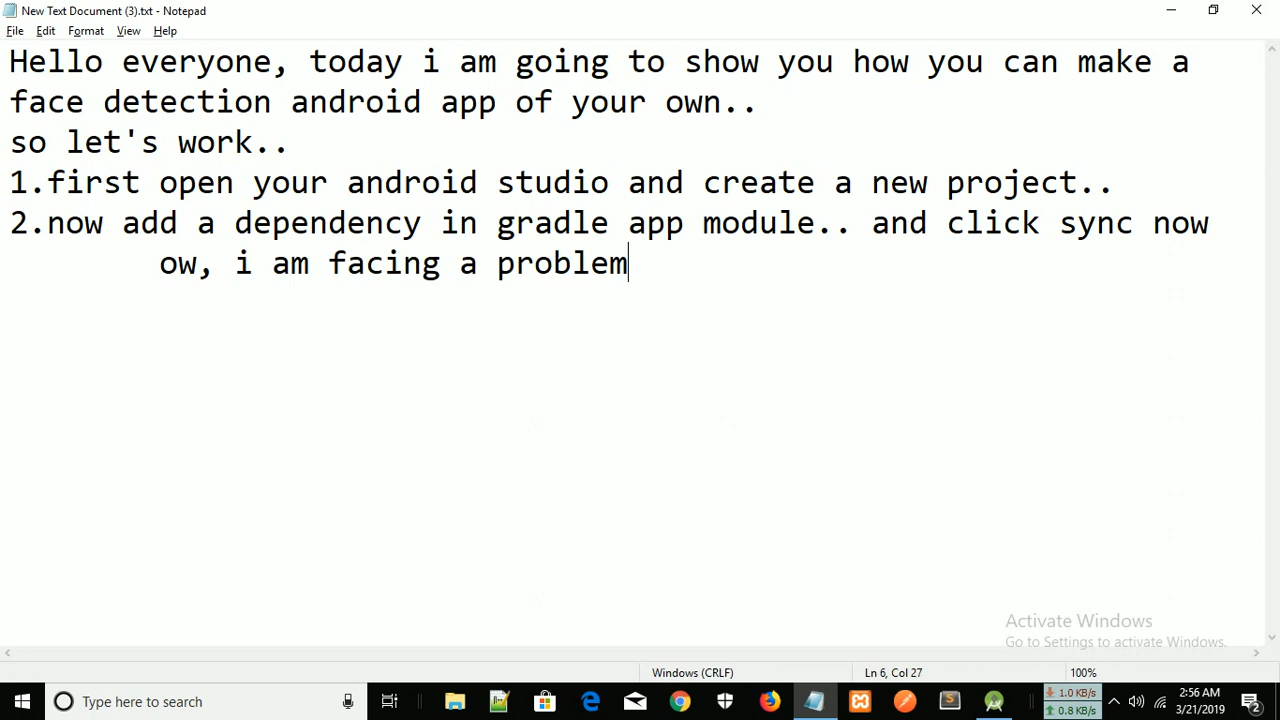 New Text Document (3).txt - Notepad
File Edit Format View Help
Hello everyone, today i am going to show you how you can make a
face detection android app of your own..
so let's work..
1.first open your android studio and create a new project..
2.now add a dependency in gradle app module.. and click sync now
ow, i am facing a problem
Activate Windows
Go to Settings to activate Windows.
Windows (CRLF) Ln 6, Col 27 100%
Type here to search
1.0 KB/s
0.8 KB/s
2:56 AM
3/21/2019
2